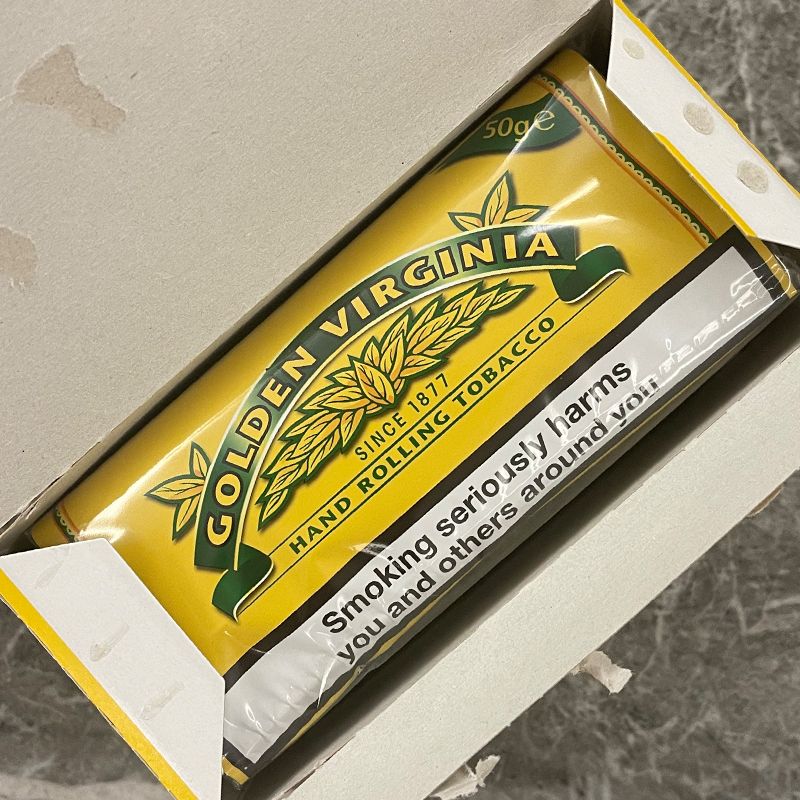 50g℮
GOLDEN VIRGINIA
SINCE 1877
HAND ROLLING TOBACCO
Smoking seriously harms
you and others around you